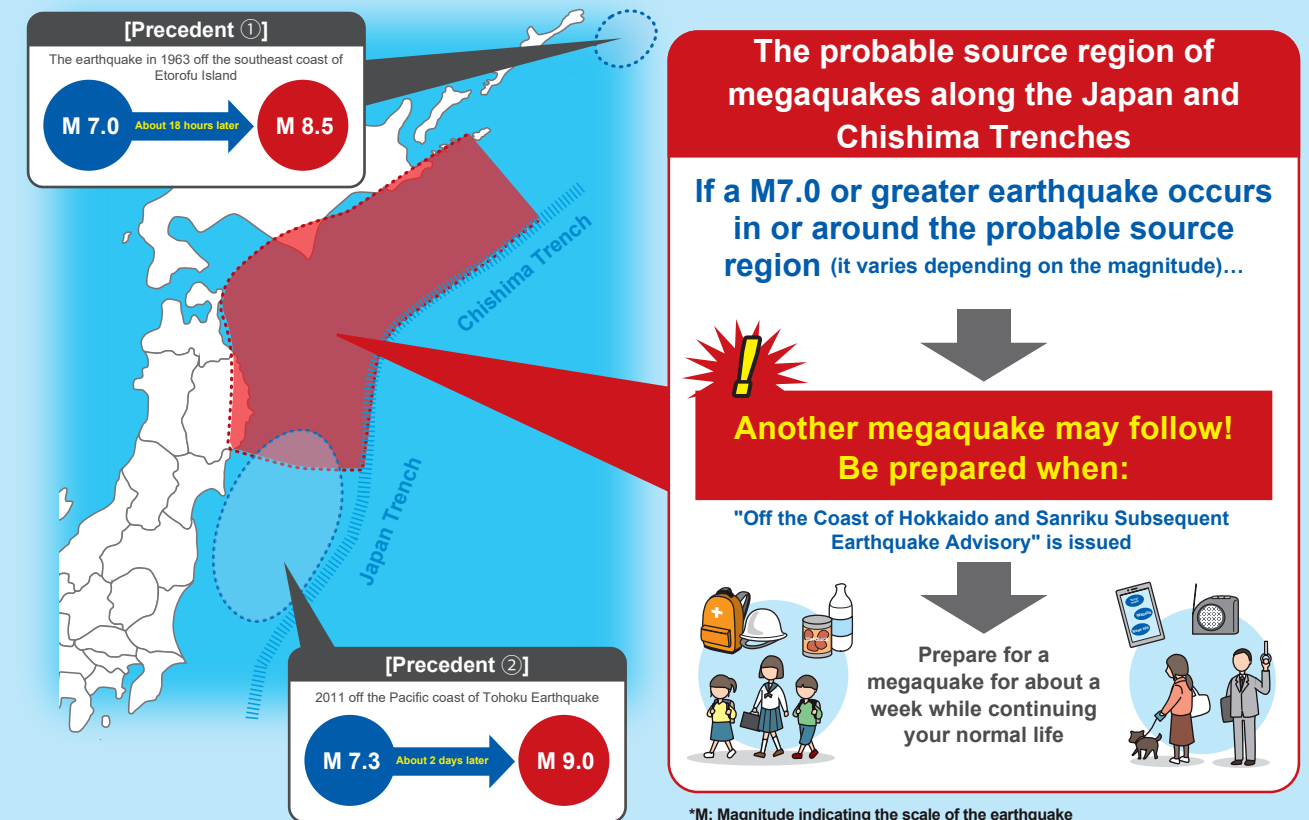 [Precedent ①]
The earthquake in 1963 off the southeast coast of
Etorofu Island
M 7.0
About 18 hours later
M 8.5
Chishima Trench
Japan Trench
[Precedent ②]
2011 off the Pacific coast of Tohoku Earthquake
M 7.3
About 2 days later
M 9.0
The probable source region of
megaquakes along the Japan and
Chishima Trenches
If a M7.0 or greater earthquake occurs
in or around the probable source
region (it varies depending on the magnitude)…
!
Another megaquake may follow!
Be prepared when:
"Off the Coast of Hokkaido and Sanriku Subsequent
Earthquake Advisory" is issued
Prepare for a
megaquake for about a
week while continuing
your normal life
*M: Magnitude indicating the scale of the earthquake